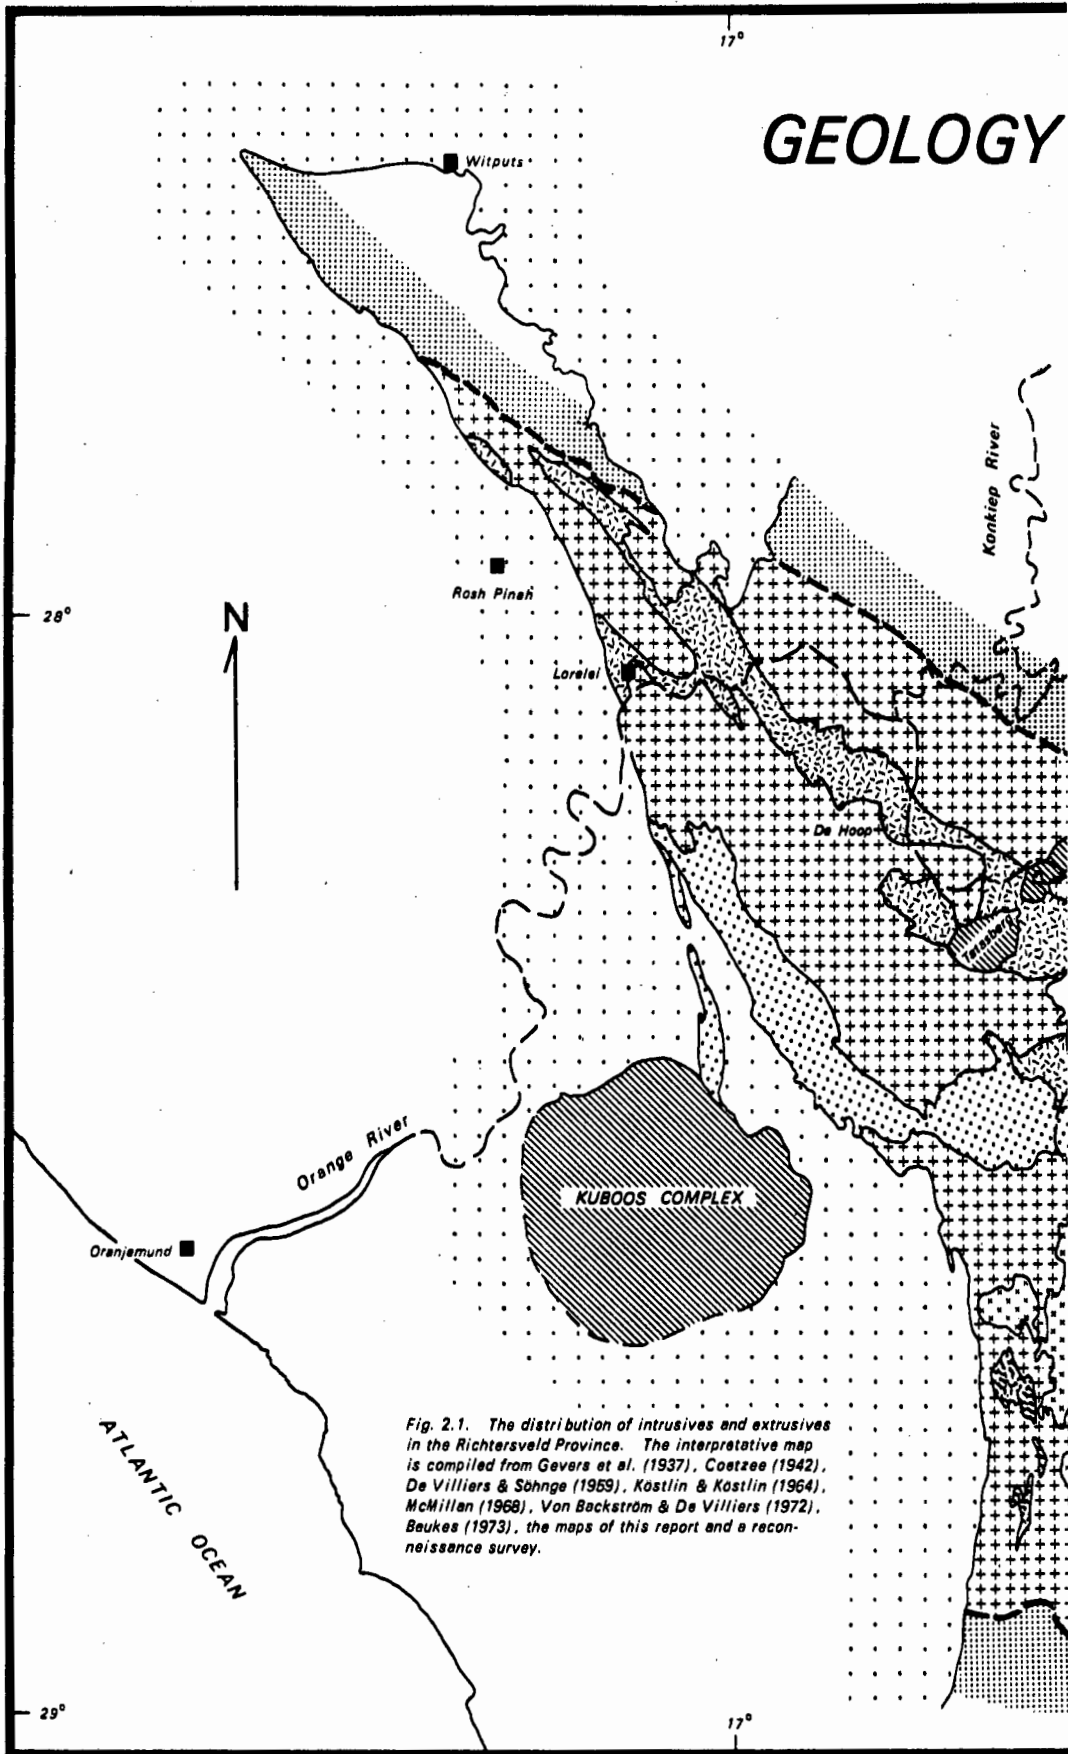 17°
GEOLOGY
Witputs
Konkiep River
Rosh Pinah
28°
N
Lorelei
De Hoop
Tatasberg
Orange River
KUBOOS COMPLEX
Oranjemund
ATLANTIC OCEAN
Fig. 2.1. The distribution of intrusives and extrusives
in the Richtersveld Province. The interpretative map
is compiled from Gevers et al. (1937), Coetzee (1942),
De Villiers & Söhnge (1959), Köstlin & Köstlin (1964),
McMillan (1968), Von Backström & De Villiers (1972),
Beukes (1973), the maps of this report and a recon-
neissance survey.
29°
17°